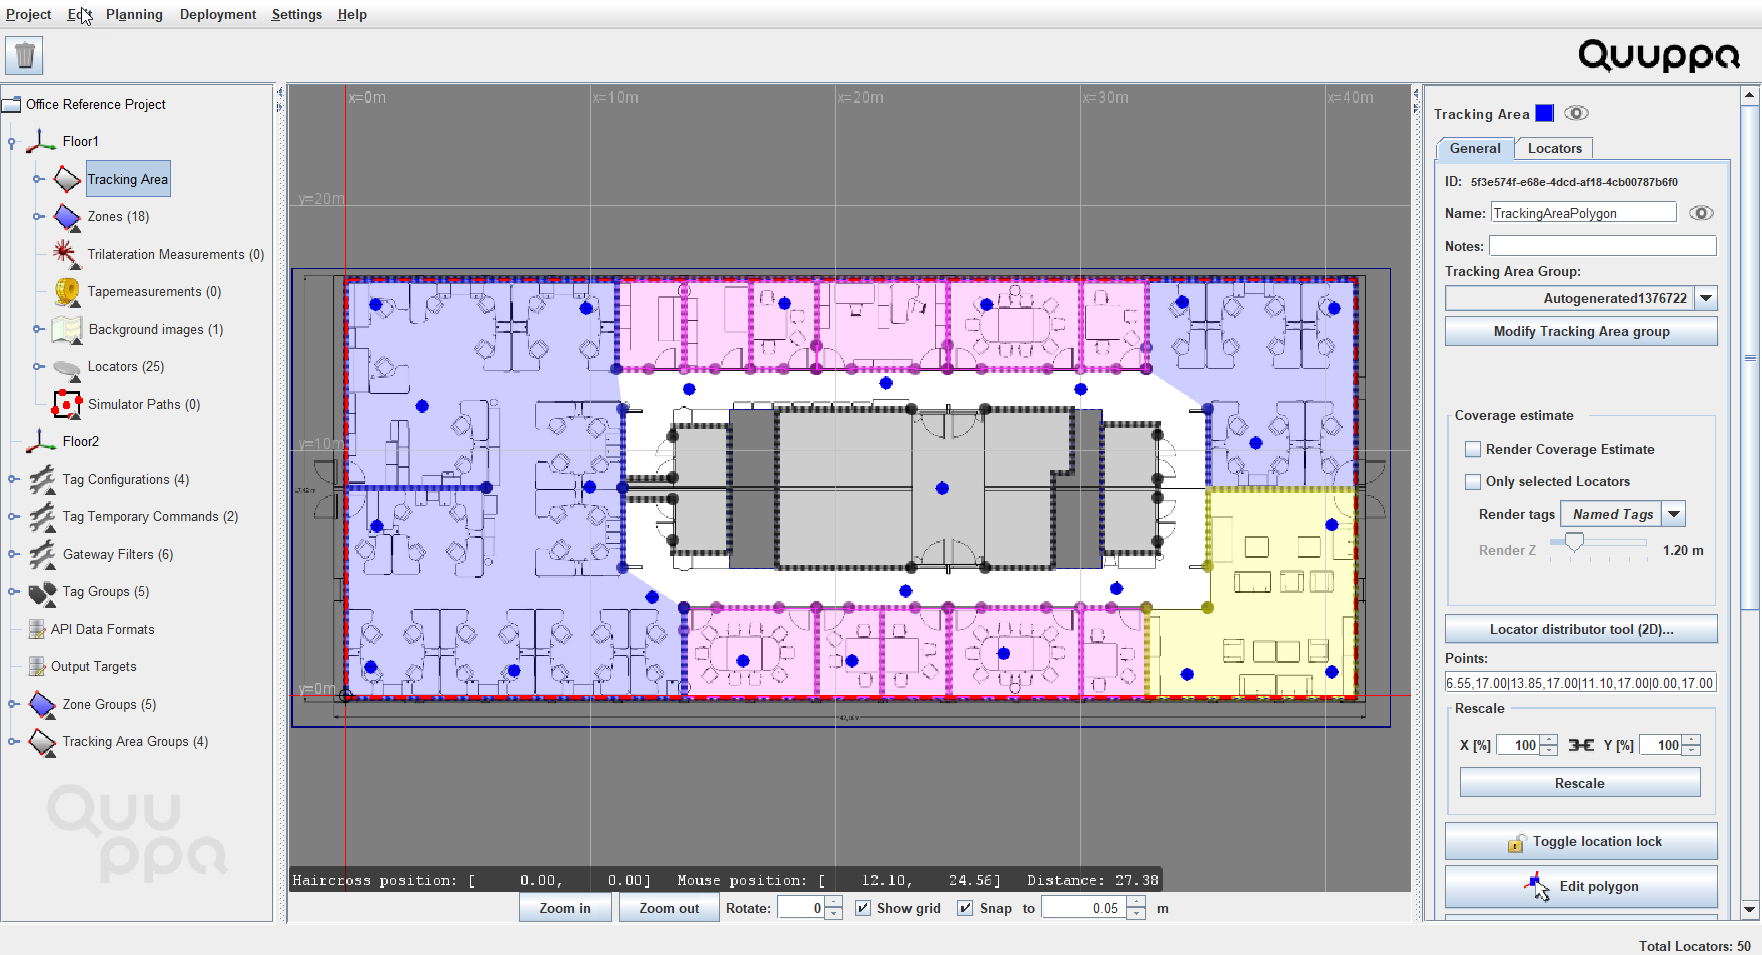 Project Edit Planning Deployment Settings Help
Quuppa
Office Reference Project
Floor1
Tracking Area
Zones (18)
Trilateration Measurements (0)
Tapemeasurements (0)
Background images (1)
Locators (25)
Simulator Paths (0)
Floor2
Tag Configurations (4)
Tag Temporary Commands (2)
Gateway Filters (6)
Tag Groups (5)
API Data Formats
Output Targets
Zone Groups (5)
Tracking Area Groups (4)
Quuppa
x=0m x=10m x=20m x=30m x=40m
y=20m
y=10m
y=0m
Haircross position: [ 0.00, 0.00] Mouse position: [ 12.10, 24.56] Distance: 27.38
Zoom in Zoom out Rotate: 0 Show grid Snap to 0.05 m
Tracking Area
General Locators
ID: 5f3e574f-e68e-4dcd-af18-4cb00787b6f0
Name: TrackingAreaPolygon
Notes:
Tracking Area Group:
Autogenerated1376722
Modify Tracking Area group
Coverage estimate
Render Coverage Estimate
Only selected Locators
Render tags Named Tags
Render Z 1.20 m
Locator distributor tool (2D)...
Points:
6.55,17.00|13.85,17.00|11.10,17.00|0.00,17.00
Rescale
X [%] 100 Y [%] 100
Rescale
Toggle location lock
Edit polygon
Total Locators: 50